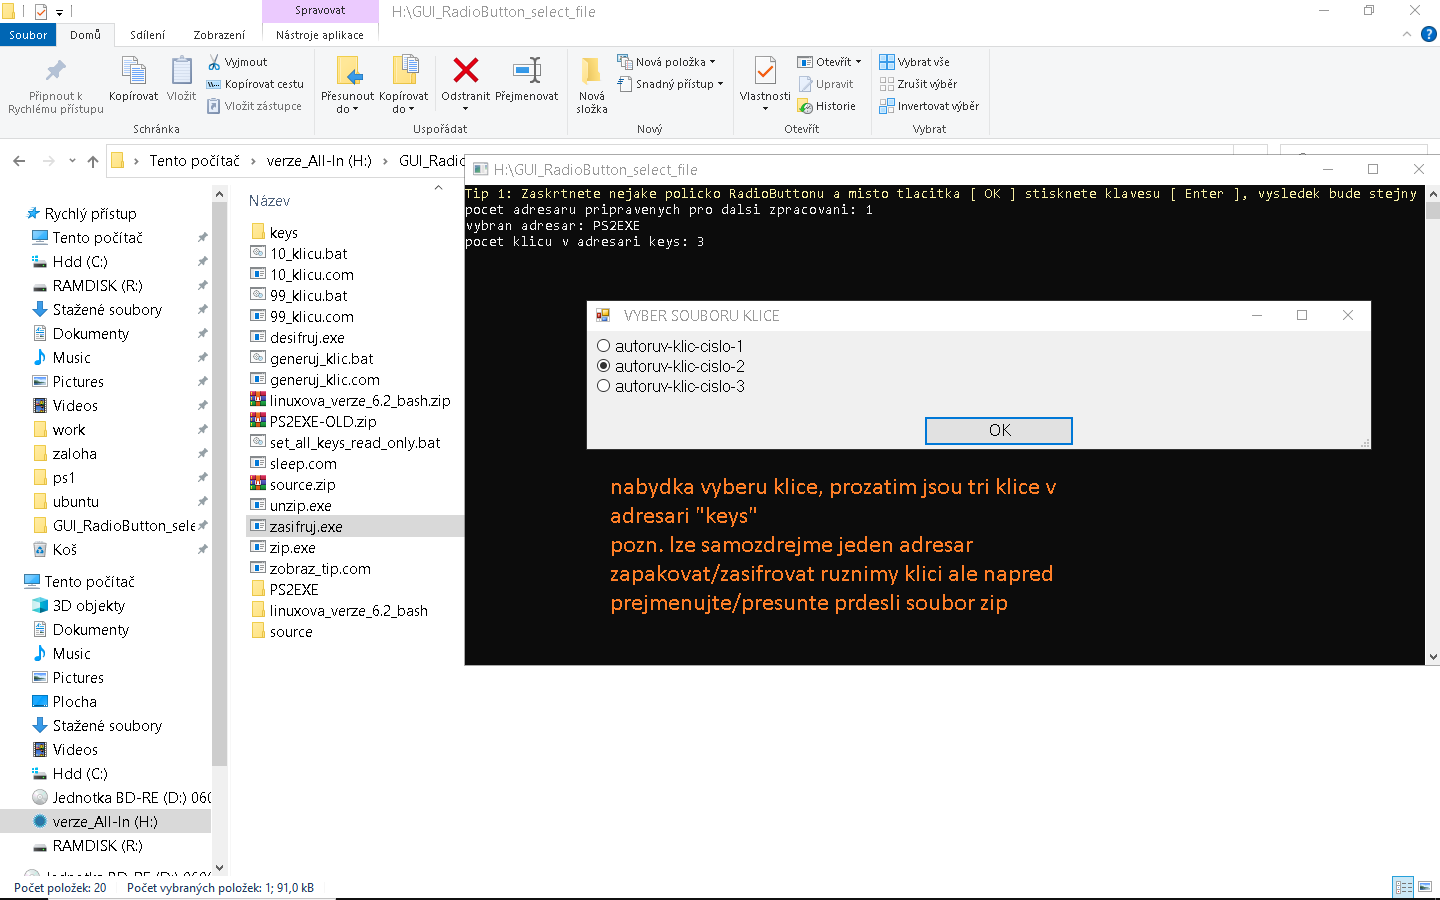 Spravovat
H:\GUI_RadioButton_select_file
Soubor
Domů
Sdílení
Zobrazení
Nástroje aplikace
Připnout k
Rychlému přístupu
Kopírovat
Vložit
Vyjmout
Kopírovat cestu
Vložit zástupce
Schránka
Přesunout
do
Kopírovat
do
Odstranit
Přejmenovat
Uspořádat
Nová
složka
Nová položka
Snadný přístup
Nový
Vlastnosti
Otevřít
Upravit
Historie
Otevřít
Vybrat vše
Zrušit výběr
Invertovat výběr
Vybrat
Tento počítač
verze_All-In (H:)
GUI_Radio
Rychlý přístup
Tento počítač
Hdd (C:)
RAMDISK (R:)
Stažené soubory
Dokumenty
Music
Pictures
Videos
work
zaloha
ps1
ubuntu
GUI_RadioButton_sele
Koš
Tento počítač
3D objekty
Dokumenty
Music
Pictures
Plocha
Stažené soubory
Videos
Hdd (C:)
Jednotka BD-RE (D:) 060
verze_All-In (H:)
RAMDISK (R:)
Název
keys
10_klicu.bat
10_klicu.com
99_klicu.bat
99_klicu.com
desifruj.exe
generuj_klic.bat
generuj_klic.com
linuxova_verze_6.2_bash.zip
PS2EXE-OLD.zip
set_all_keys_read_only.bat
sleep.com
source.zip
unzip.exe
zasifruj.exe
zip.exe
zobraz_tip.com
PS2EXE
linuxova_verze_6.2_bash
source
H:\GUI_RadioButton_select_file
Tip 1: Zaskrtnete nejake policko RadioButtonu a misto tlacitka [ OK ] stisknete klavesu [ Enter ], vysledek bude stejny
pocet adresaru pripravenych pro dalsi zpracovani: 1
vybran adresar: PS2EXE
pocet klicu v adresari keys: 3
VYBER SOUBORU KLICE
autoruv-klic-cislo-1
autoruv-klic-cislo-2
autoruv-klic-cislo-3
OK
nabydka vyberu klice, prozatim jsou tri klice v
adresari "keys"
pozn. lze samozdrejme jeden adresar
zapakovat/zasifrovat ruznimy klici ale napred
prejmenujte/presunte prdesli soubor zip
Počet položek: 20
Počet vybraných položek: 1; 91,0 kB